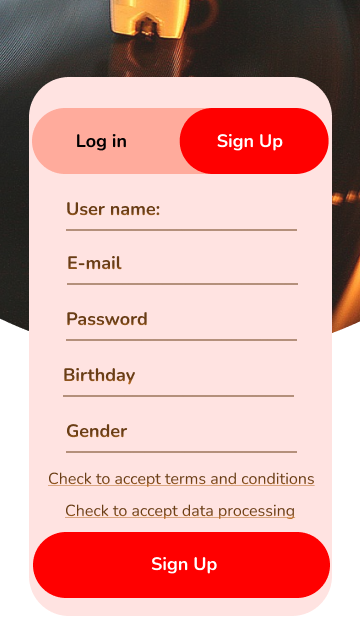 Log in
Sign Up
User name:
E-mail
Password
Birthday
Gender
Check to accept terms and conditions
Check to accept data processing
Sign Up